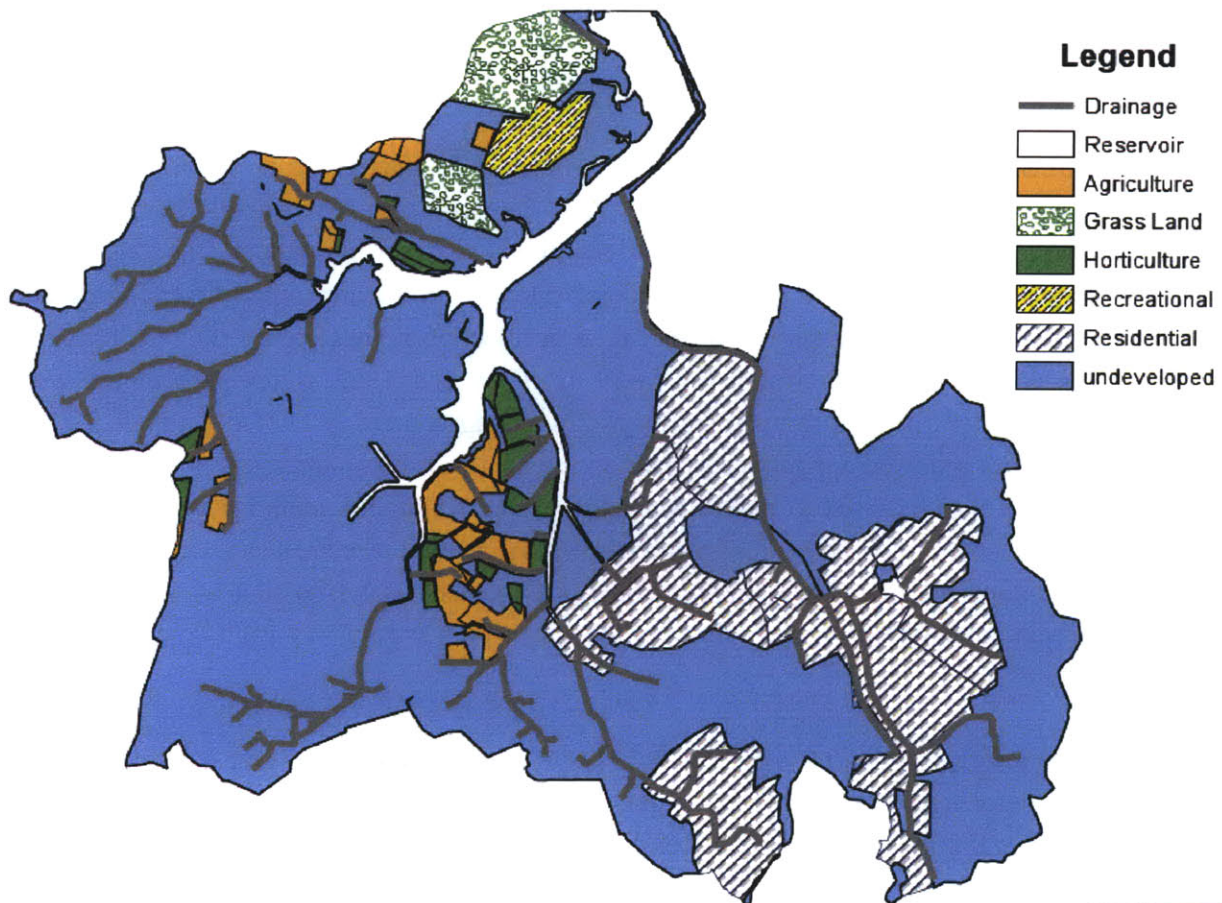 Legend
Drainage
Reservoir
Agriculture
Grass Land
Horticulture
Recreational
Residential
undeveloped